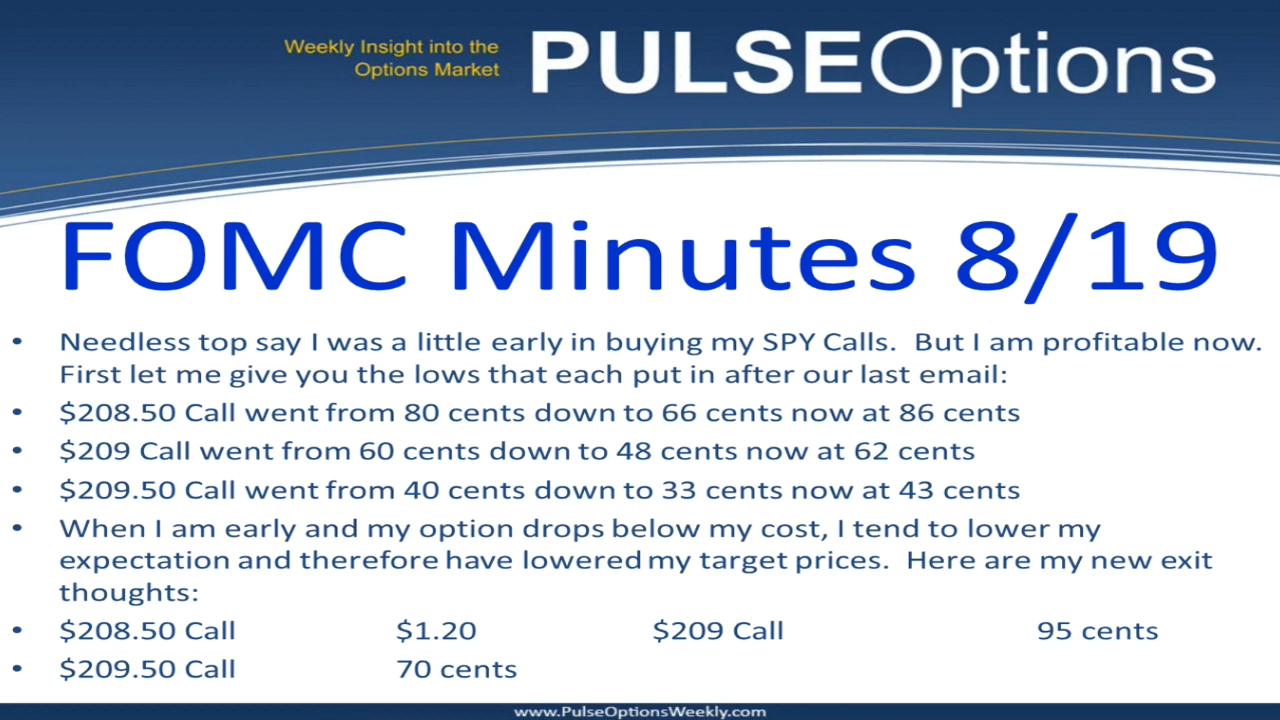 Weekly Insight into the
Options Market
PULSEOptions
FOMC Minutes 8/19
• Needless top say I was a little early in buying my SPY Calls.  But I am profitable now.
First let me give you the lows that each put in after our last email:
• $208.50 Call went from 80 cents down to 66 cents now at 86 cents
• $209 Call went from 60 cents down to 48 cents now at 62 cents
• $209.50 Call went from 40 cents down to 33 cents now at 43 cents
• When I am early and my option drops below my cost, I tend to lower my
expectation and therefore have lowered my target prices.  Here are my new exit
thoughts:
• $208.50 Call $1.20 $209 Call 95 cents
• $209.50 Call 70 cents
www.PulseOptionsWeekly.com